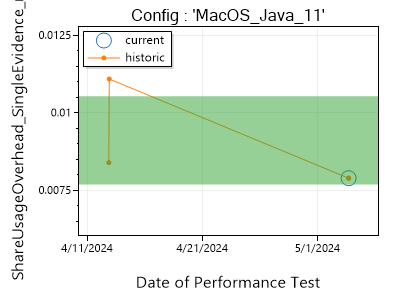 Config : 'MacOS_Java_11'
ShareUsageOverhead_SingleEvidence_
0.0125
0.01
0.0075
current
historic
4/11/2024
4/21/2024
5/1/2024
Date of Performance Test